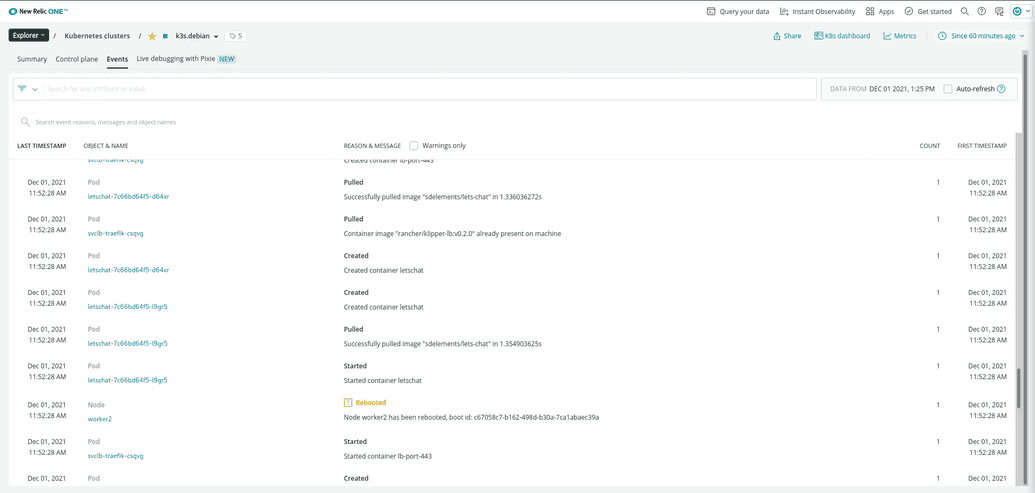 New Relic ONE™
Query your data
Instant Observability
Apps
Get started
Explorer / Kubernetes clusters / k3s.debian 5
Share
K8s dashboard
Metrics
Since 60 minutes ago
Summary Control plane Events Live debugging with Pixie NEW
Search for any attribute or value.
DATA FROM DEC 01 2021, 1:25 PM Auto-refresh
Search event reasons, messages and object names
LAST TIMESTAMP OBJECT & NAME REASON & MESSAGE Warnings only COUNT FIRST TIMESTAMP
svclb-traefik-csqvg Created container lb-port-443
Dec 01, 2021 Pod Pulled 1 Dec 01, 2021
11:52:28 AM letschat-7c66bd64f5-d64xr Successfully pulled image "sdelements/lets-chat" in 1.336036272s 11:52:28 AM
Dec 01, 2021 Pod Pulled 1 Dec 01, 2021
11:52:28 AM svclb-traefik-csqvg Container image "rancher/klipper-lb:v0.2.0" already present on machine 11:52:28 AM
Dec 01, 2021 Pod Created 1 Dec 01, 2021
11:52:28 AM letschat-7c66bd64f5-d64xr Created container letschat 11:52:28 AM
Dec 01, 2021 Pod Created 1 Dec 01, 2021
11:52:28 AM letschat-7c66bd64f5-l9gr5 Created container letschat 11:52:28 AM
Dec 01, 2021 Pod Pulled 1 Dec 01, 2021
11:52:28 AM letschat-7c66bd64f5-l9gr5 Successfully pulled image "sdelements/lets-chat" in 1.354903625s 11:52:28 AM
Dec 01, 2021 Pod Started 1 Dec 01, 2021
11:52:28 AM letschat-7c66bd64f5-l9gr5 Started container letschat 11:52:28 AM
Dec 01, 2021 Node Rebooted 1 Dec 01, 2021
11:52:28 AM worker2 Node worker2 has been rebooted, boot id: c67058c7-b162-498d-b30a-7ca1abaec39a 11:52:28 AM
Dec 01, 2021 Pod Started 1 Dec 01, 2021
11:52:28 AM svclb-traefik-csqvg Started container lb-port-443 11:52:28 AM
Dec 01, 2021 Pod Created 1 Dec 01, 2021